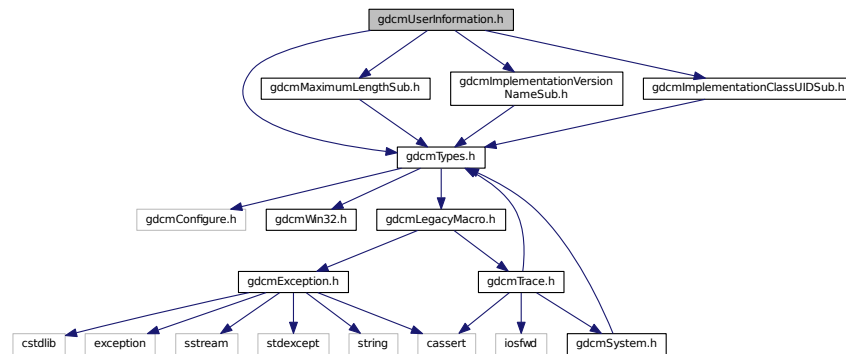 gdcmUserInformation.h
gdcmMaximumLengthSub.h
gdcmImplementationVersion
NameSub.h
gdcmImplementationClassUIDSub.h
gdcmTypes.h
gdcmConfigure.h
gdcmWin32.h
gdcmLegacyMacro.h
gdcmException.h
gdcmTrace.h
cstdlib
exception
sstream
stdexcept
string
cassert
iosfwd
gdcmSystem.h